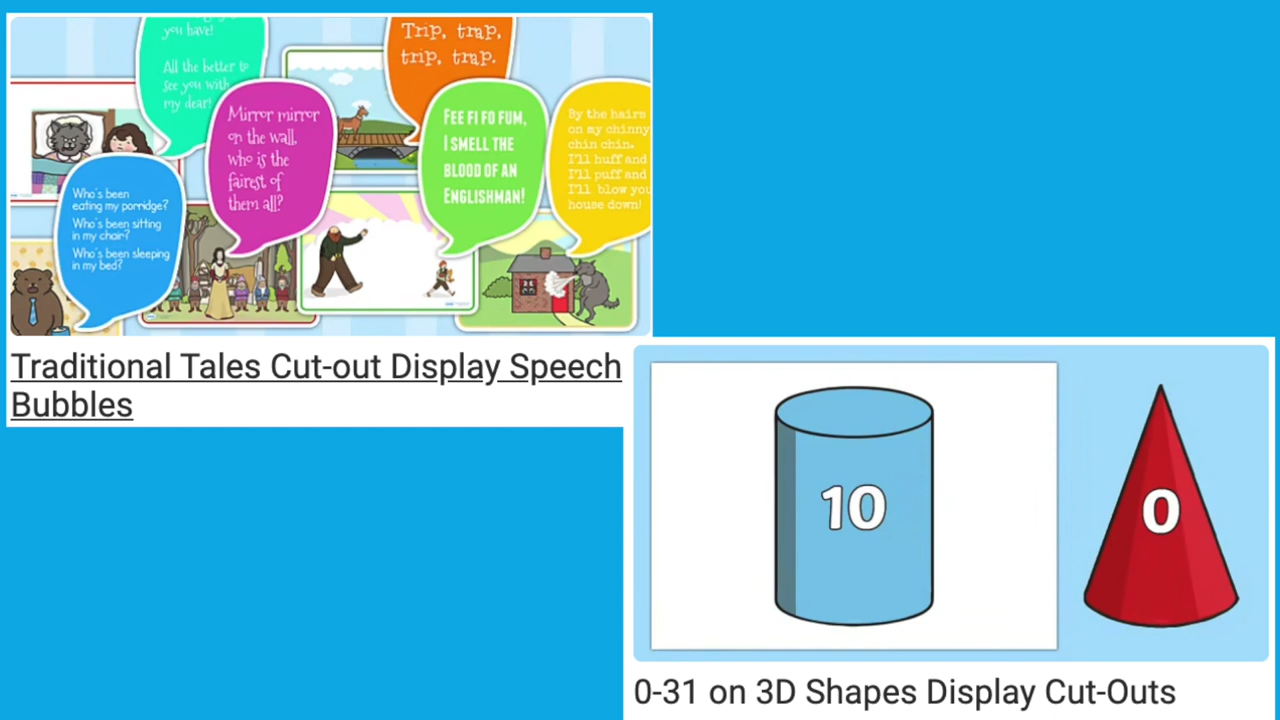 you have!
All the better to
see you with
my dear!
Trip, trap,
trip, trap.
Mirror mirror
on the wall,
who is the
fairest of
them all?
FEE FI FO FUM,
I SMELL THE
BLOOD OF AN
ENGLISHMAN!
By the hairs
on my chinny
chin chin.
I'll huff and
I'll puff and
I'll blow you
house down!
Who's been
eating my porridge?
Who's been sitting
in my chair?
Who's been sleeping
in my bed?
Traditional Tales Cut-out Display Speech
Bubbles
10
0
0-31 on 3D Shapes Display Cut-Outs